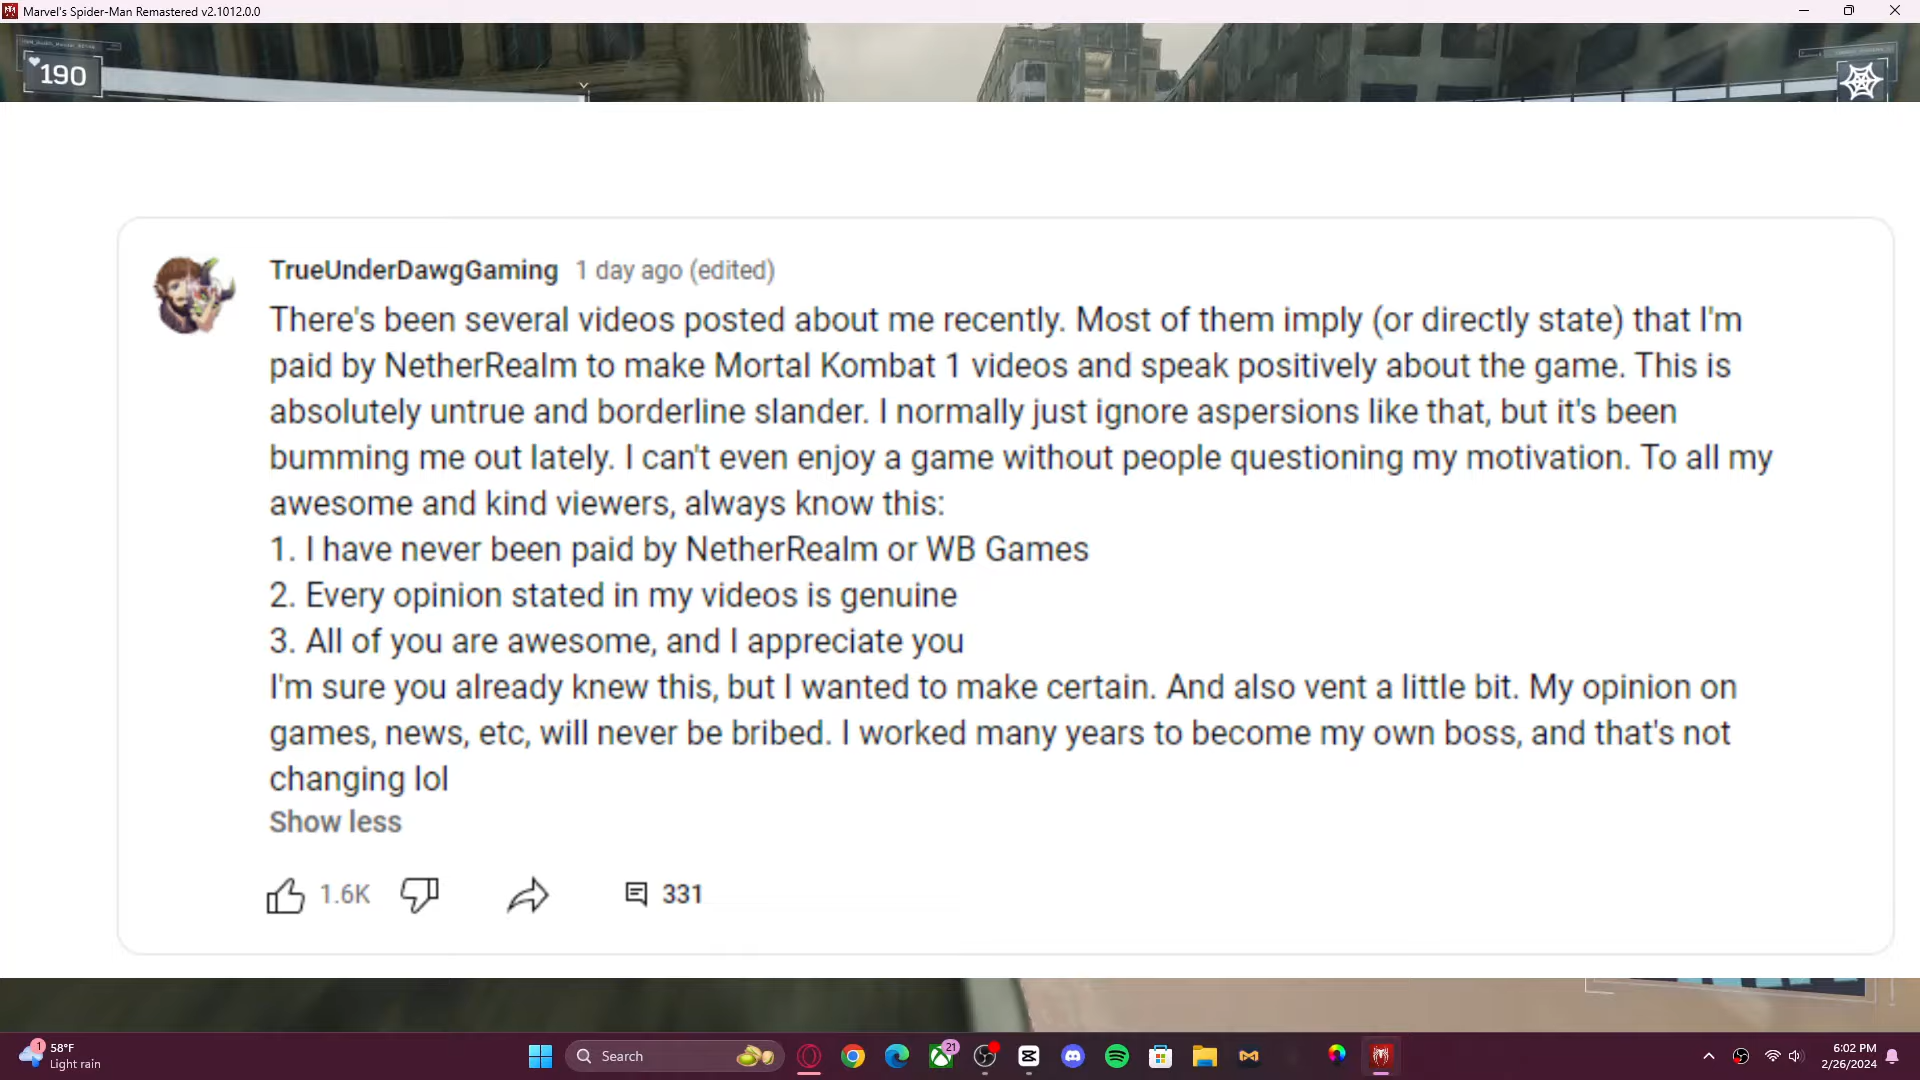 Marvel's Spider-Man Remastered v2.1012.0.0
190
TrueUnderDawgGaming 1 day ago (edited)
There's been several videos posted about me recently. Most of them imply (or directly state) that I'm
paid by NetherRealm to make Mortal Kombat 1 videos and speak positively about the game. This is
absolutely untrue and borderline slander. I normally just ignore aspersions like that, but it's been
bumming me out lately. I can't even enjoy a game without people questioning my motivation. To all my
awesome and kind viewers, always know this:
1. I have never been paid by NetherRealm or WB Games
2. Every opinion stated in my videos is genuine
3. All of you are awesome, and I appreciate you
I'm sure you already knew this, but I wanted to make certain. And also vent a little bit. My opinion on
games, news, etc, will never be bribed. I worked many years to become my own boss, and that's not
changing lol
Show less
1.6K 331
1 58°F
Light rain
Search
21
6:02 PM
2/26/2024